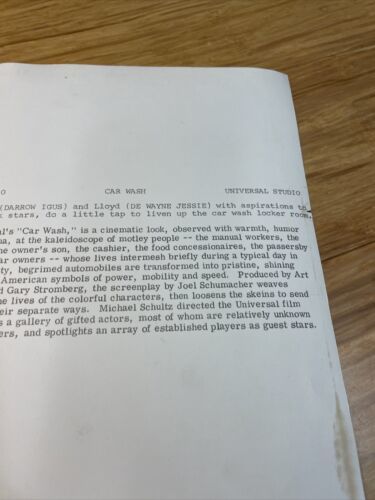 0 CAR WASH UNIVERSAL STUDIO
(DARROW IGUS) and Lloyd (DE WAYNE JESSIE) with aspirations to
k stars, do a little tap to liven up the car wash locker room.
al's "Car Wash," is a cinematic look, observed with warmth, humor
na, at the kaleidoscope of motley people -- the manual workers, the
he owner's son, the cashier, the food concessionaires, the passersby
ar owners -- whose lives intermesh briefly during a typical day in
ty, begrimed automobiles are transformed into pristine, shining
American symbols of power, mobility and speed. Produced by Art
d Gary Stromberg, the screenplay by Joel Schumacher weaves
he lives of the colorful characters, then loosens the skeins to send
eir separate ways. Michael Schultz directed the Universal film
s a gallery of gifted actors, most of whom are relatively unknown
ers, and spotlights an array of established players as guest stars.